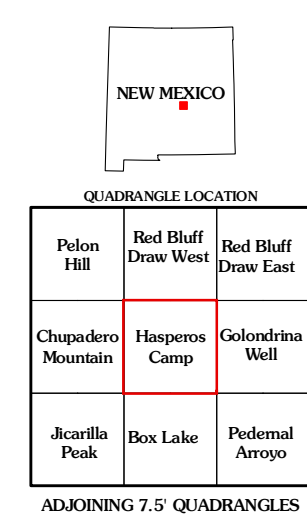 NEW MEXICO
QUADRANGLE LOCATION
Pelon
Hill
Red Bluff
Draw West
Red Bluff
Draw East
Chupadero
Mountain
Hasperos
Camp
Golondrina
Well
Jicarilla
Peak
Box Lake
Pedernal
Arroyo
ADJOINING 7.5' QUADRANGLES